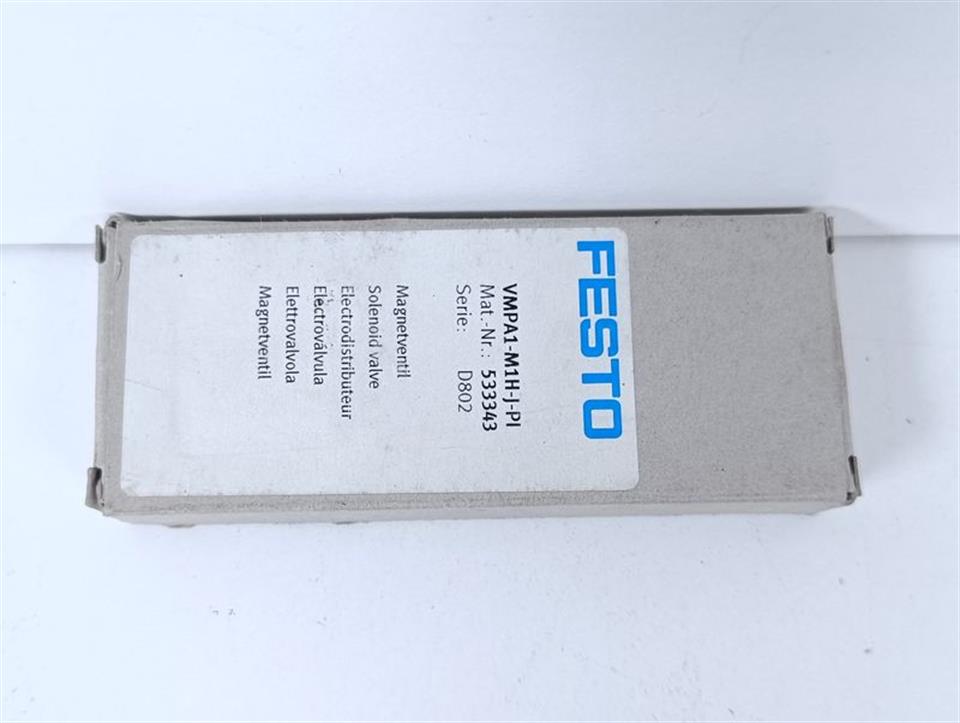 FESTO
VMPA1-M1H-J-PI
Mat.-Nr.: 533343
Serie: D802
Magnetventil
Solenoid valve
Electrodistributeur
Electroválvula
Elettrovalvola
Magnetventil